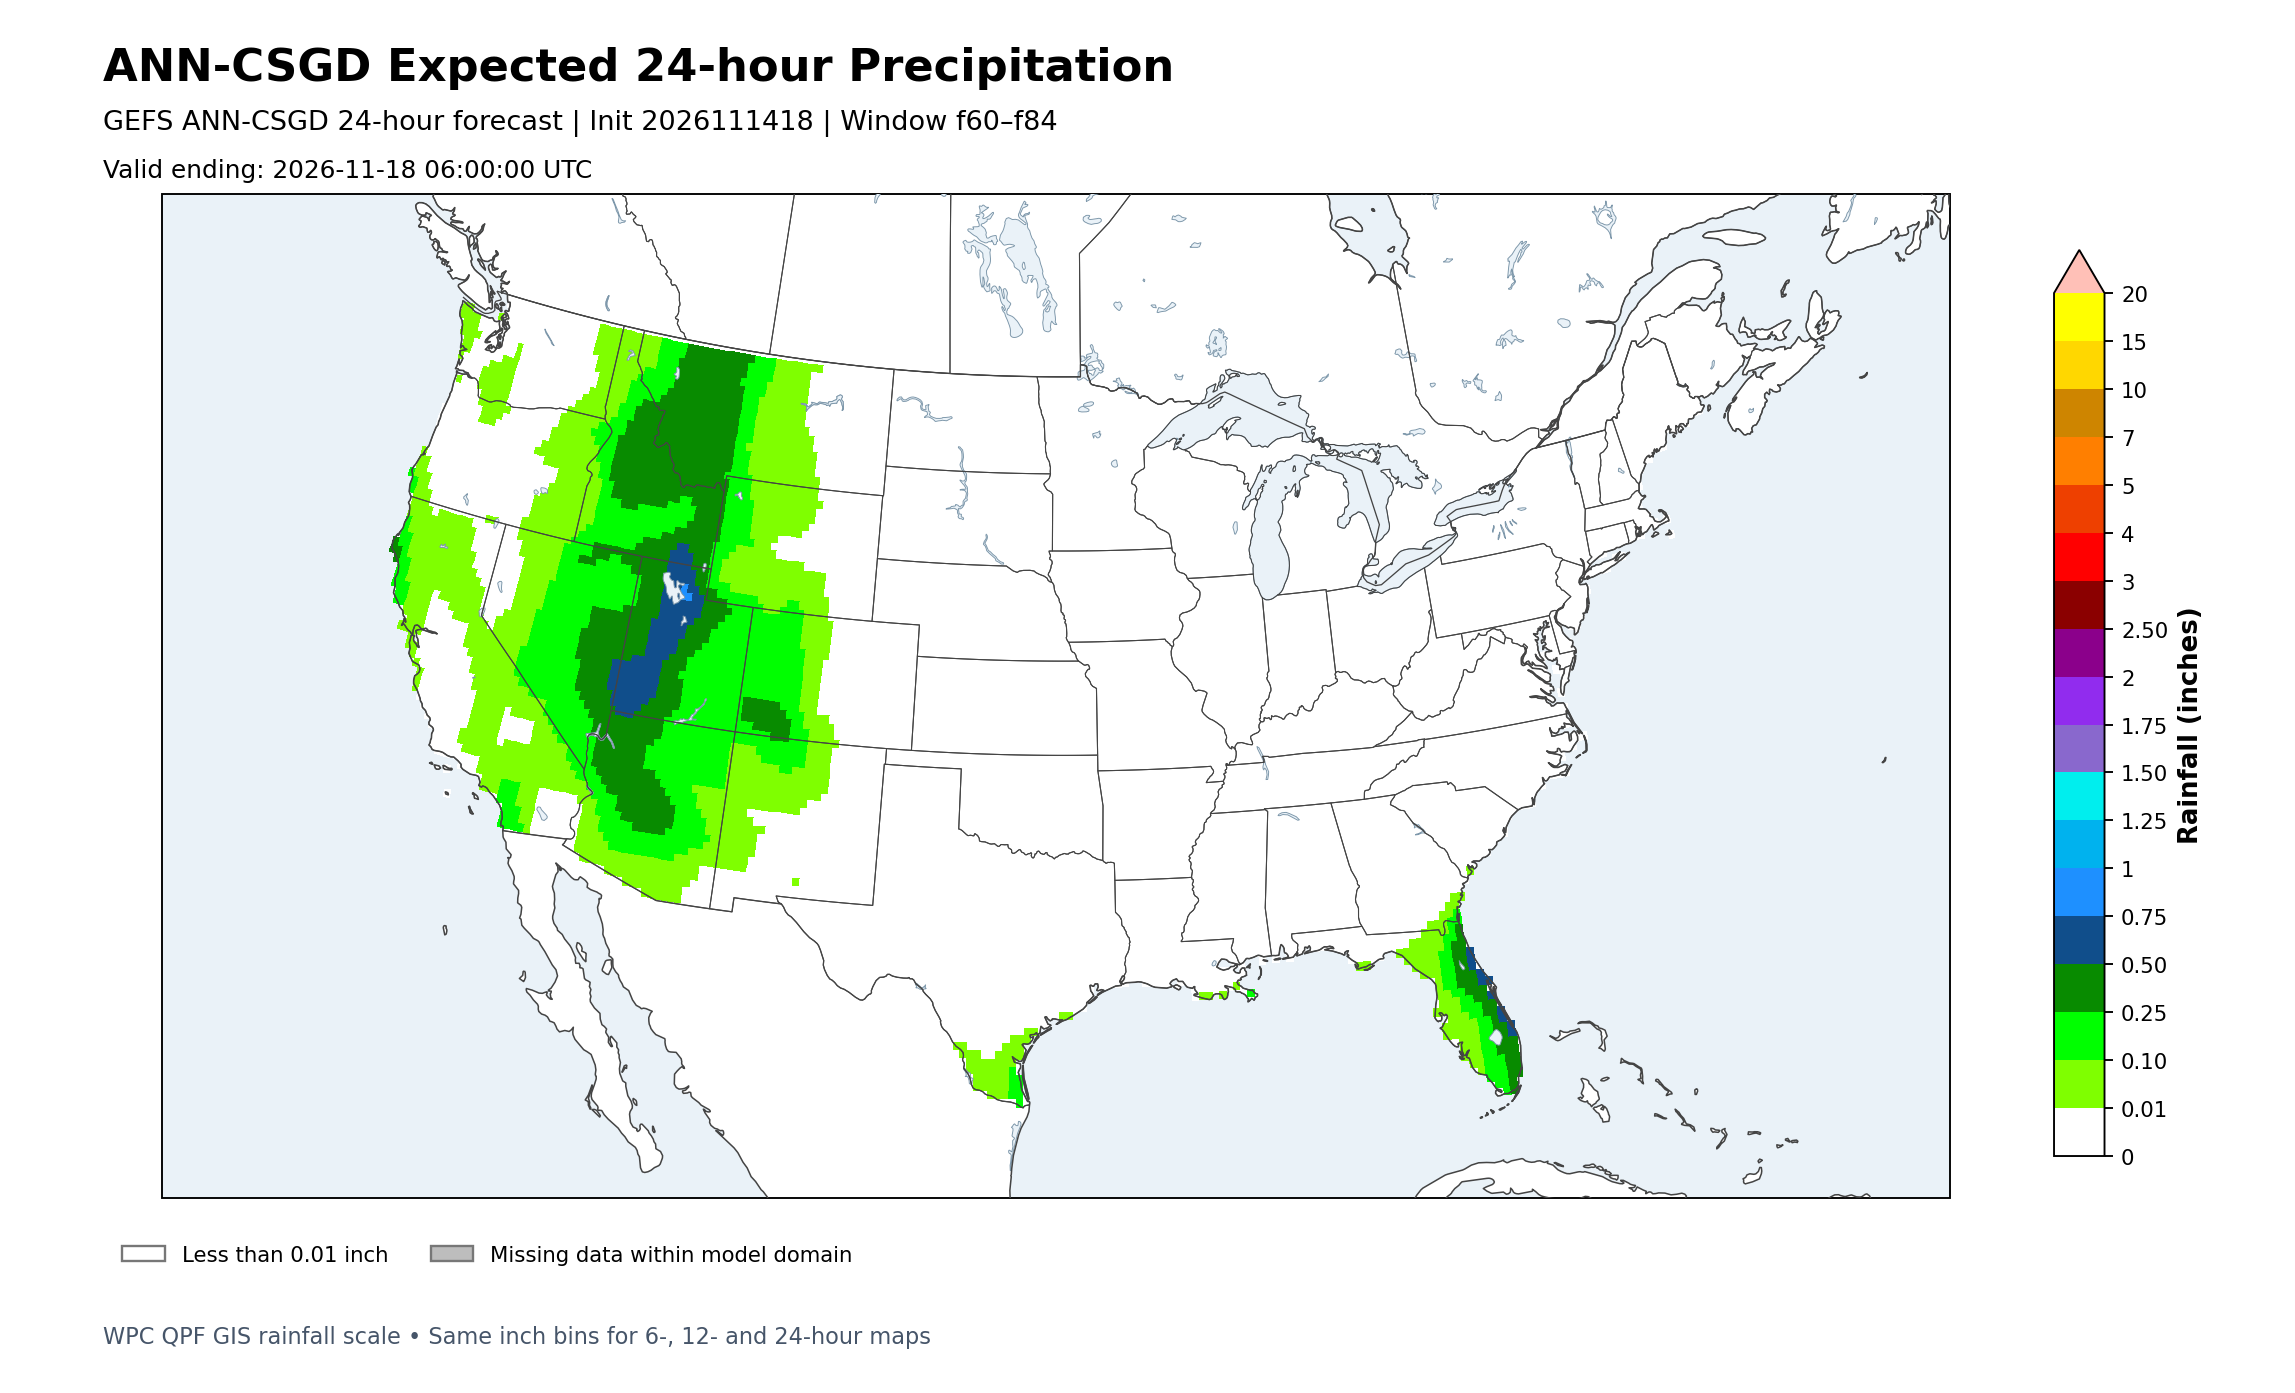 ANN-CSGD Expected 24-hour Precipitation
GEFS ANN-CSGD 24-hour forecast | Init 2026111418 | Window f60–f84
Valid ending: 2026-11-18 06:00:00 UTC
20
15
10
7
5
4
3
2.50
2
1.75
1.50
1.25
1
0.75
0.50
0.25
0.10
0.01
0
Rainfall (inches)
Less than 0.01 inch
Missing data within model domain
WPC QPF GIS rainfall scale • Same inch bins for 6-, 12- and 24-hour maps